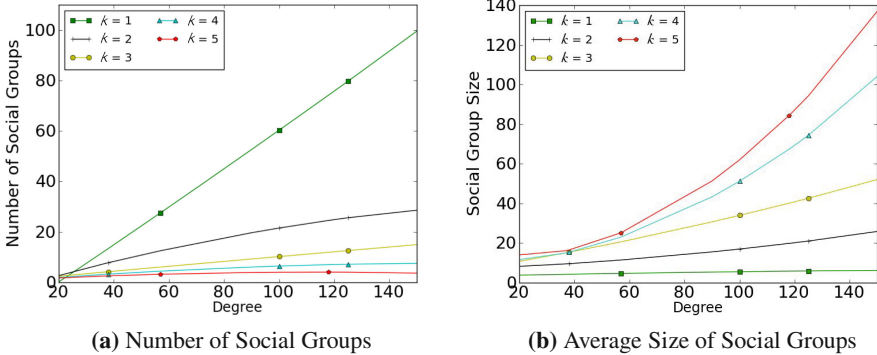 k = 1
k = 2
k = 3
k = 4
k = 5
Number of Social Groups
100
80
60
40
20
0
20
40
60
80
100
120
140
Degree
(a) Number of Social Groups
k = 1
k = 2
k = 3
k = 4
k = 5
Social Group Size
140
120
100
80
60
40
20
0
20
40
60
80
100
120
140
Degree
(b) Average Size of Social Groups